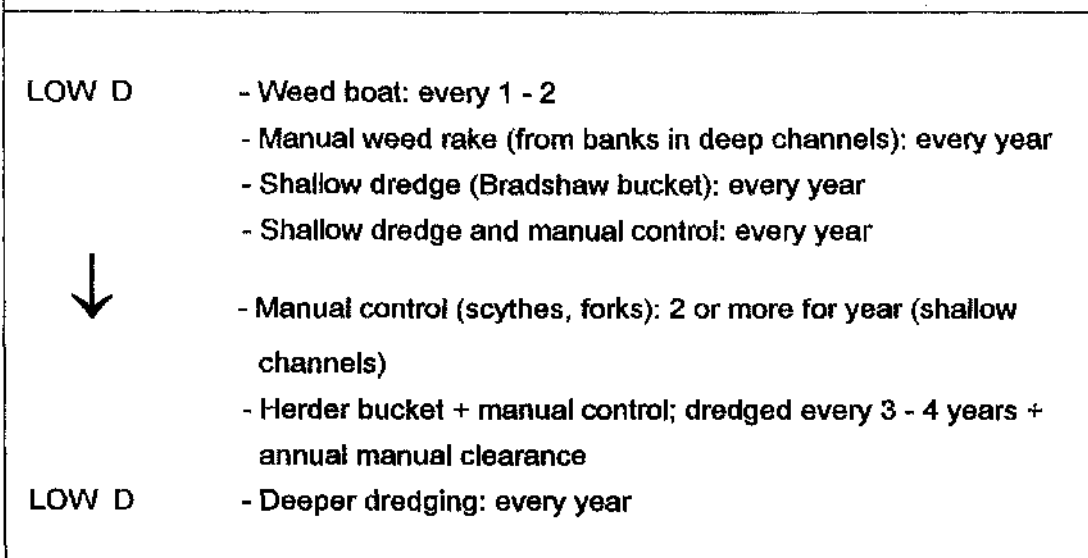 LOW D - Weed boat: every 1 - 2
- Manual weed rake (from banks in deep channels): every year
- Shallow dredge (Bradshaw bucket): every year
- Shallow dredge and manual control: every year
↓ - Manual control (scythes, forks): 2 or more for year (shallow
channels)
- Herder bucket + manual control; dredged every 3 - 4 years +
annual manual clearance
LOW D - Deeper dredging: every year